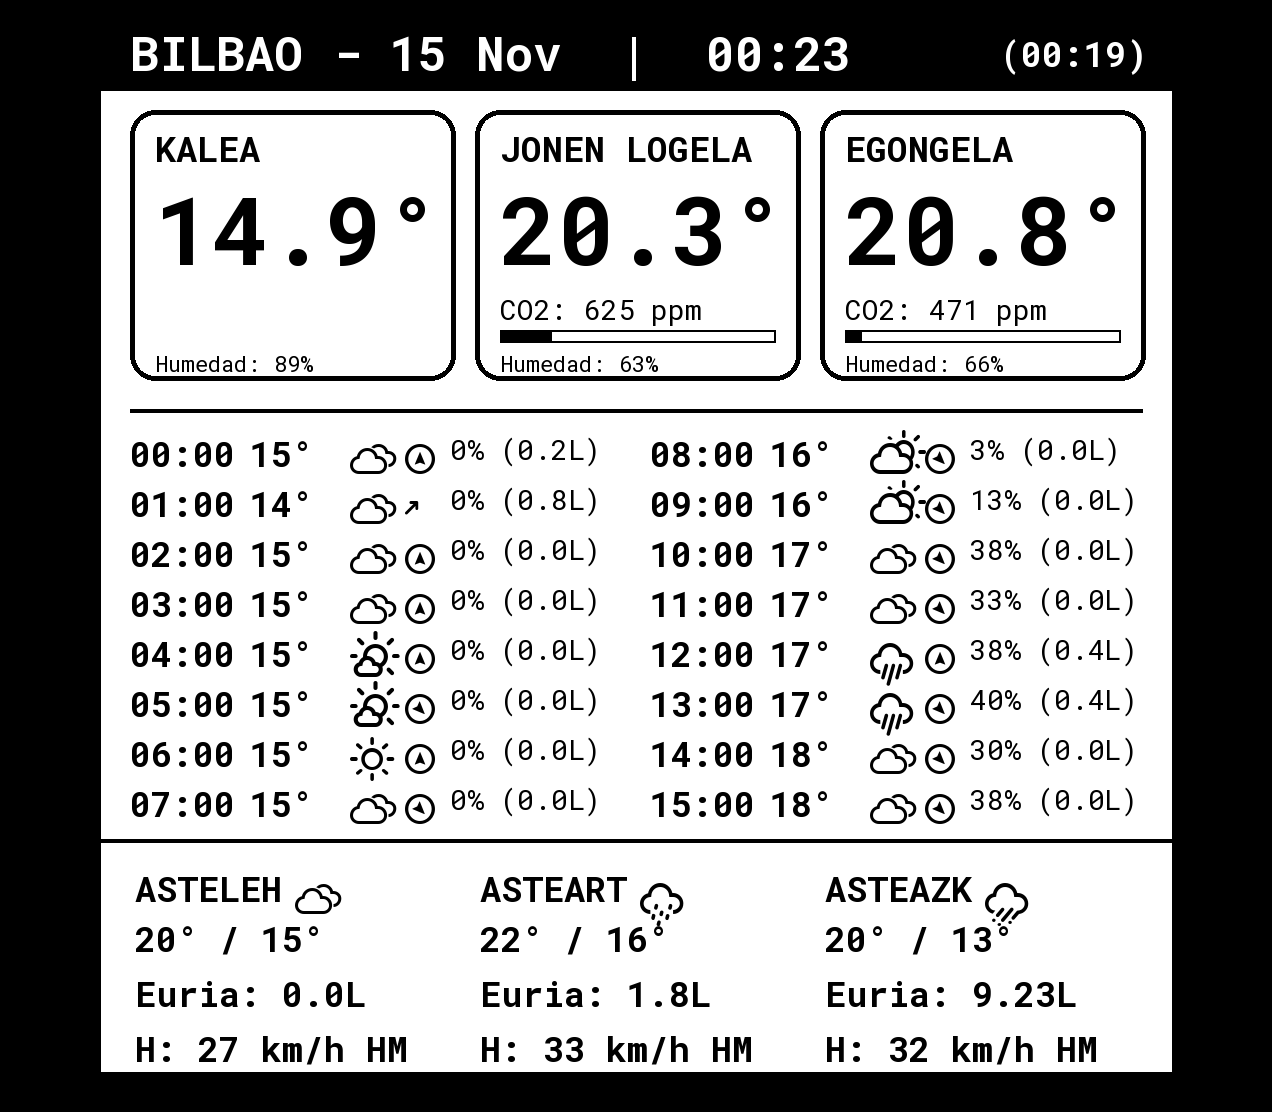 BILBAO - 15 Nov | 00:23 (00:19)
KALEA
14.9°
Humedad: 89%
JONEN LOGELA
20.3°
CO2: 625 ppm
Humedad: 63%
EGONGELA
20.8°
CO2: 471 ppm
Humedad: 66%
00:00 15° 0% (0.2L)
01:00 14° 0% (0.8L)
02:00 15° 0% (0.0L)
03:00 15° 0% (0.0L)
04:00 15° 0% (0.0L)
05:00 15° 0% (0.0L)
06:00 15° 0% (0.0L)
07:00 15° 0% (0.0L)
08:00 16° 3% (0.0L)
09:00 16° 13% (0.0L)
10:00 17° 38% (0.0L)
11:00 17° 33% (0.0L)
12:00 17° 38% (0.4L)
13:00 17° 40% (0.4L)
14:00 18° 30% (0.0L)
15:00 18° 38% (0.0L)
ASTELEH
20° / 15°
Euria: 0.0L
H: 27 km/h HM
ASTEART
22° / 16°
Euria: 1.8L
H: 33 km/h HM
ASTEAZK
20° / 13°
Euria: 9.23L
H: 32 km/h HM